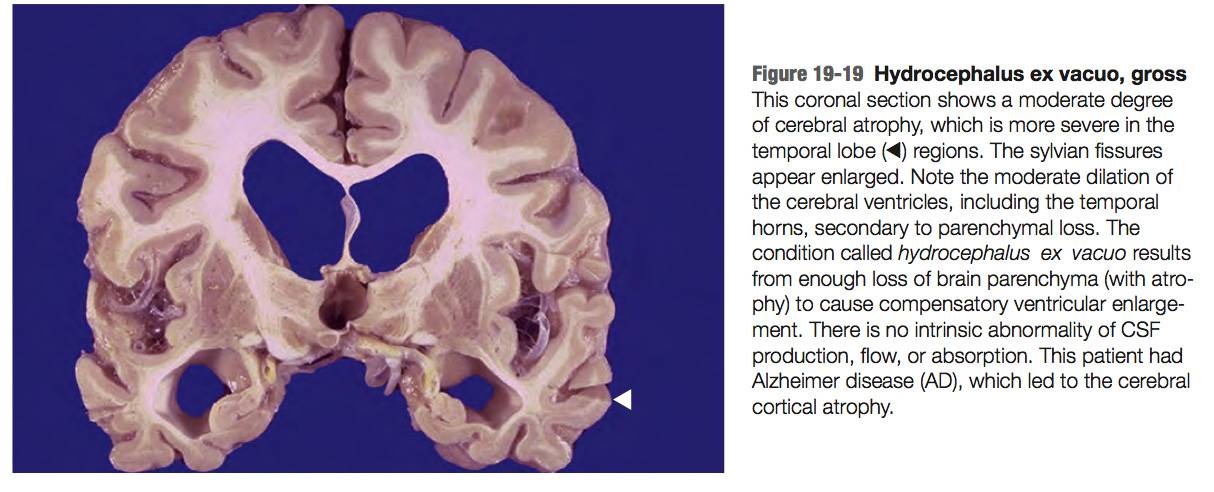 Figure 19-19 Hydrocephalus ex vacuo, gross
This coronal section shows a moderate degree
of cerebral atrophy, which is more severe in the
temporal lobe (◄) regions. The sylvian fissures
appear enlarged. Note the moderate dilation of
the cerebral ventricles, including the temporal
horns, secondary to parenchymal loss. The
condition called hydrocephalus ex vacuo results
from enough loss of brain parenchyma (with atro-
phy) to cause compensatory ventricular enlarge-
ment. There is no intrinsic abnormality of CSF
production, flow, or absorption. This patient had
Alzheimer disease (AD), which led to the cerebral
cortical atrophy.